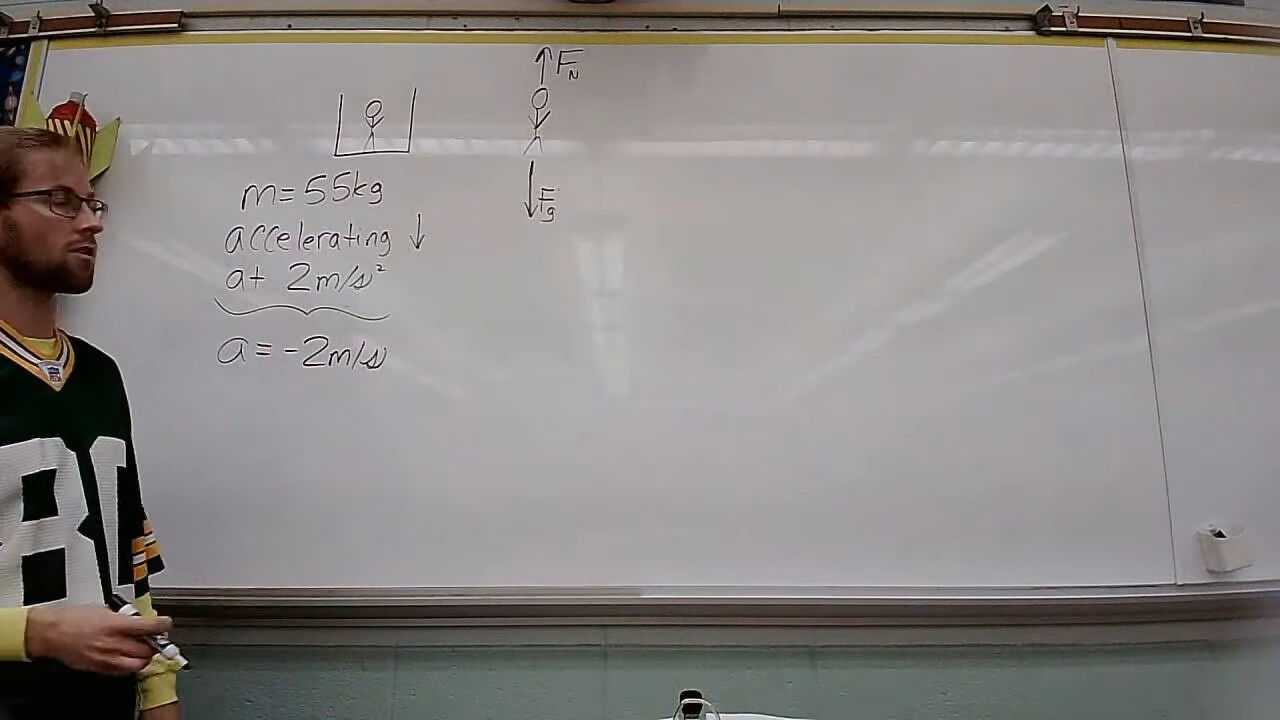 m=55kg
accelerating ↓
at 2m/s²
a=-2m/s
↑F_N
↓F_g